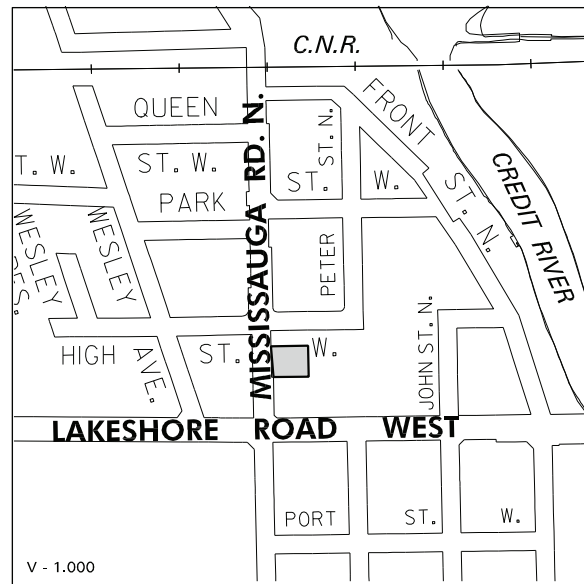 C.N.R.
QUEEN ST. W.
FRONT ST. N.
T. W.
PARK ST. W.
MISSISSAUGA RD. N.
PETER ST. N.
CREDIT RIVER
WESLEY
ES.
WESLEY AVE.
HIGH ST. W.
JOHN ST. N.
LAKESHORE ROAD WEST
PORT ST. W.
V - 1.000